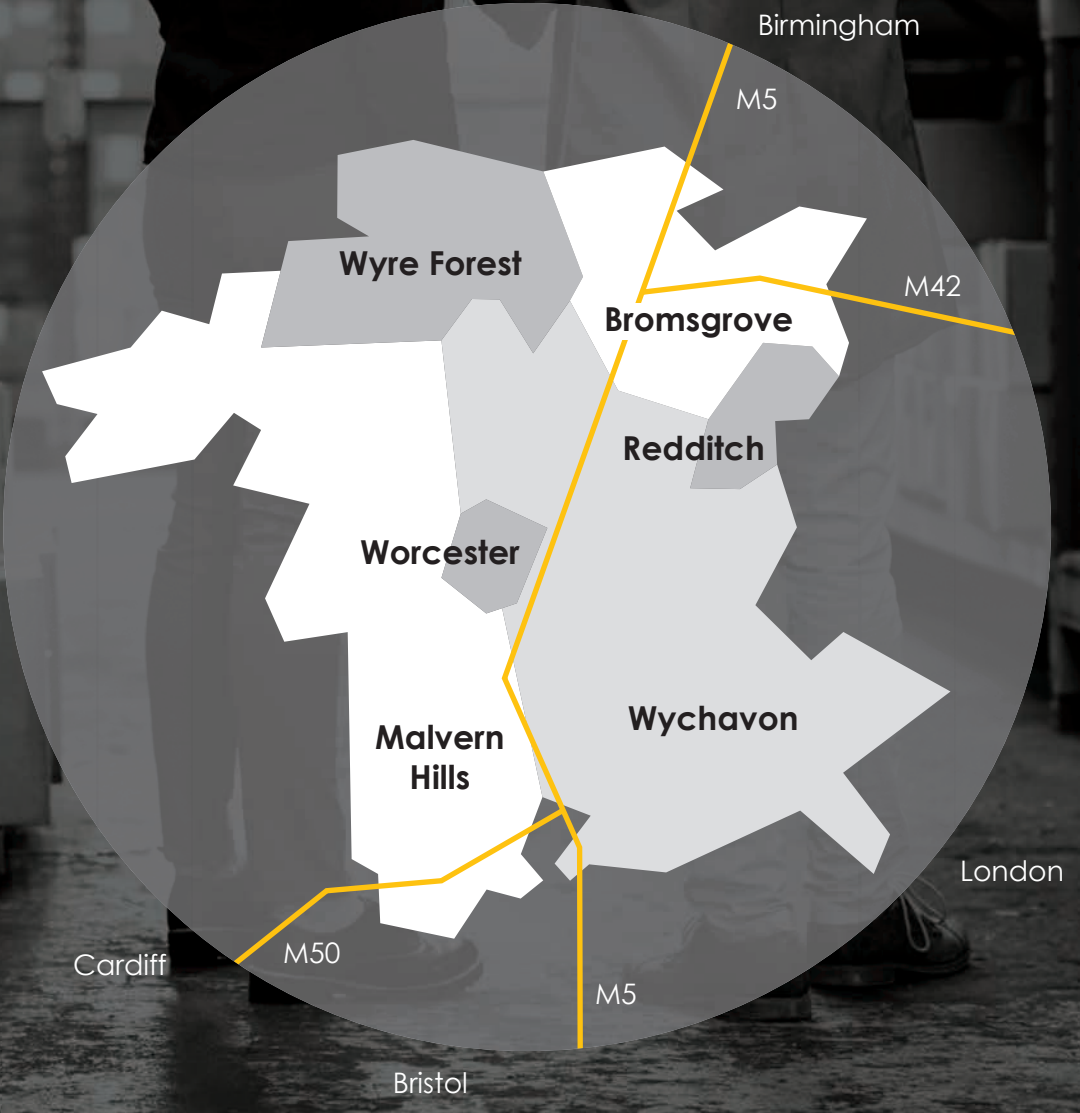 Birmingham
M5
Wyre Forest
M42
Bromsgrove
Redditch
Worcester
Wychavon
Malvern
Hills
London
M50
Cardiff
M5
Bristol